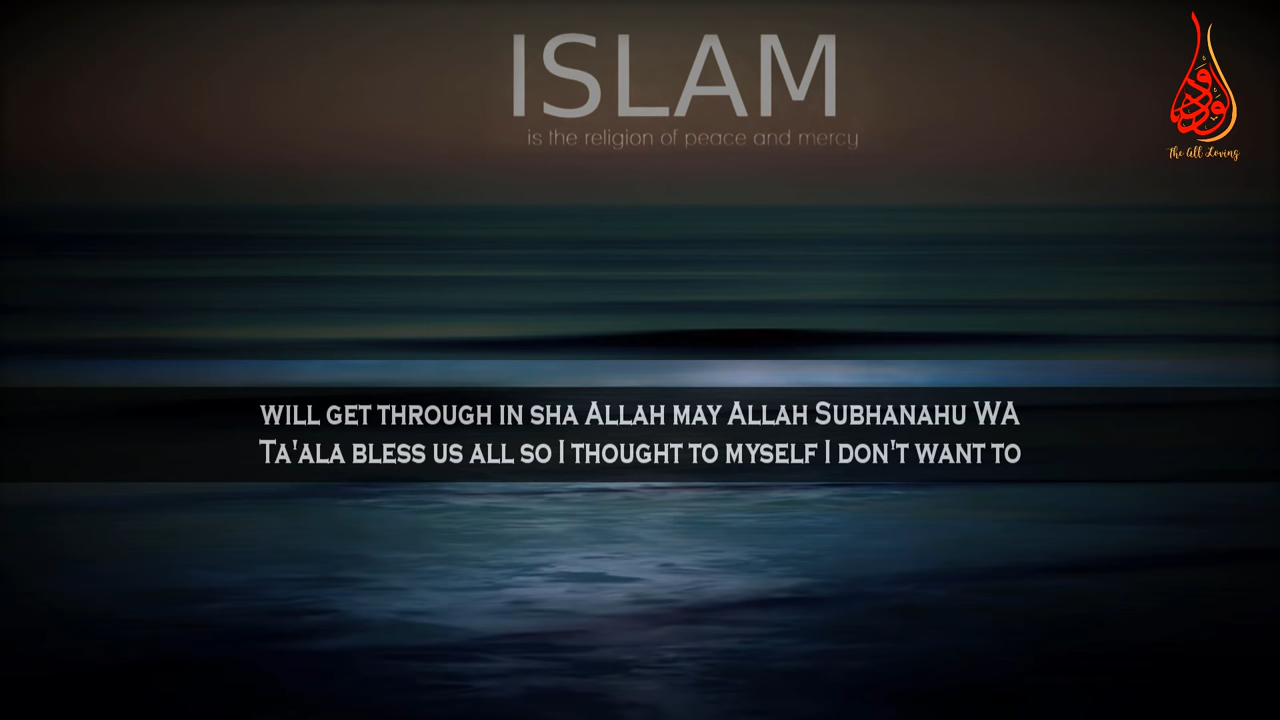 ISLAM
is the religion of peace and mercy
الودود
The All Loving
WILL GET THROUGH IN SHA ALLAH MAY ALLAH SUBHANAHU WA
TA'ALA BLESS US ALL SO I THOUGHT TO MYSELF I DON'T WANT TO